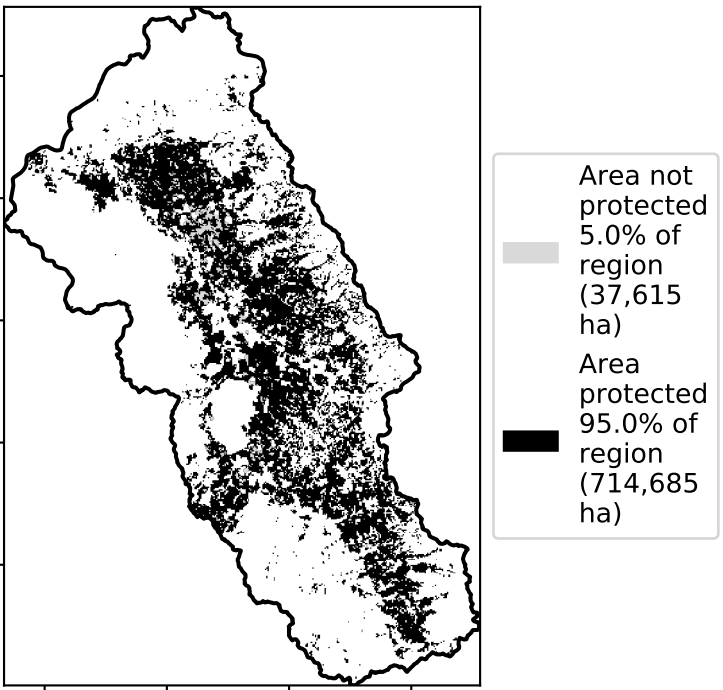 Area not
protected
5.0% of
region
(37,615
ha)
Area
protected
95.0% of
region
(714,685
ha)